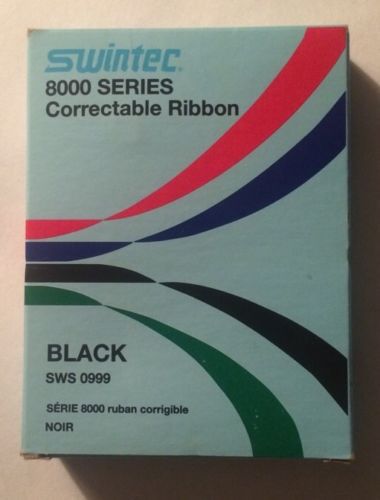 swintec
8000 SERIES
Correctable Ribbon
BLACK
SWS 0999
SÉRIE 8000 ruban corrigible
NOIR